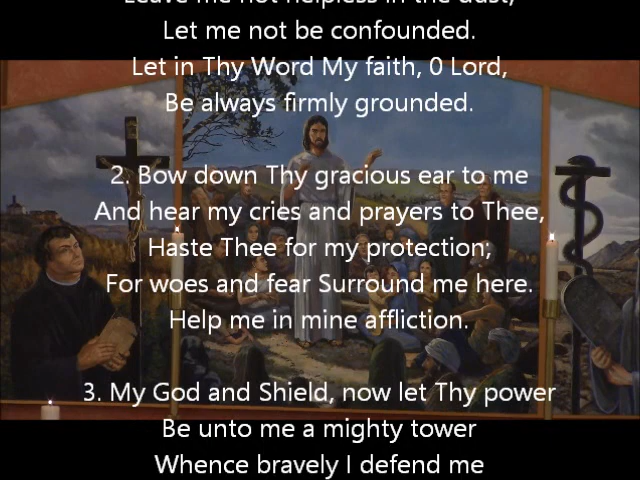 Leave me not helpless in the dust,
Let me not be confounded.
Let in Thy Word My faith, 0 Lord,
Be always firmly grounded.
2. Bow down Thy gracious ear to me
And hear my cries and prayers to Thee,
Haste Thee for my protection;
For woes and fear Surround me here.
Help me in mine affliction.
3. My God and Shield, now let Thy power
Be unto me a mighty tower
Whence bravely I defend me